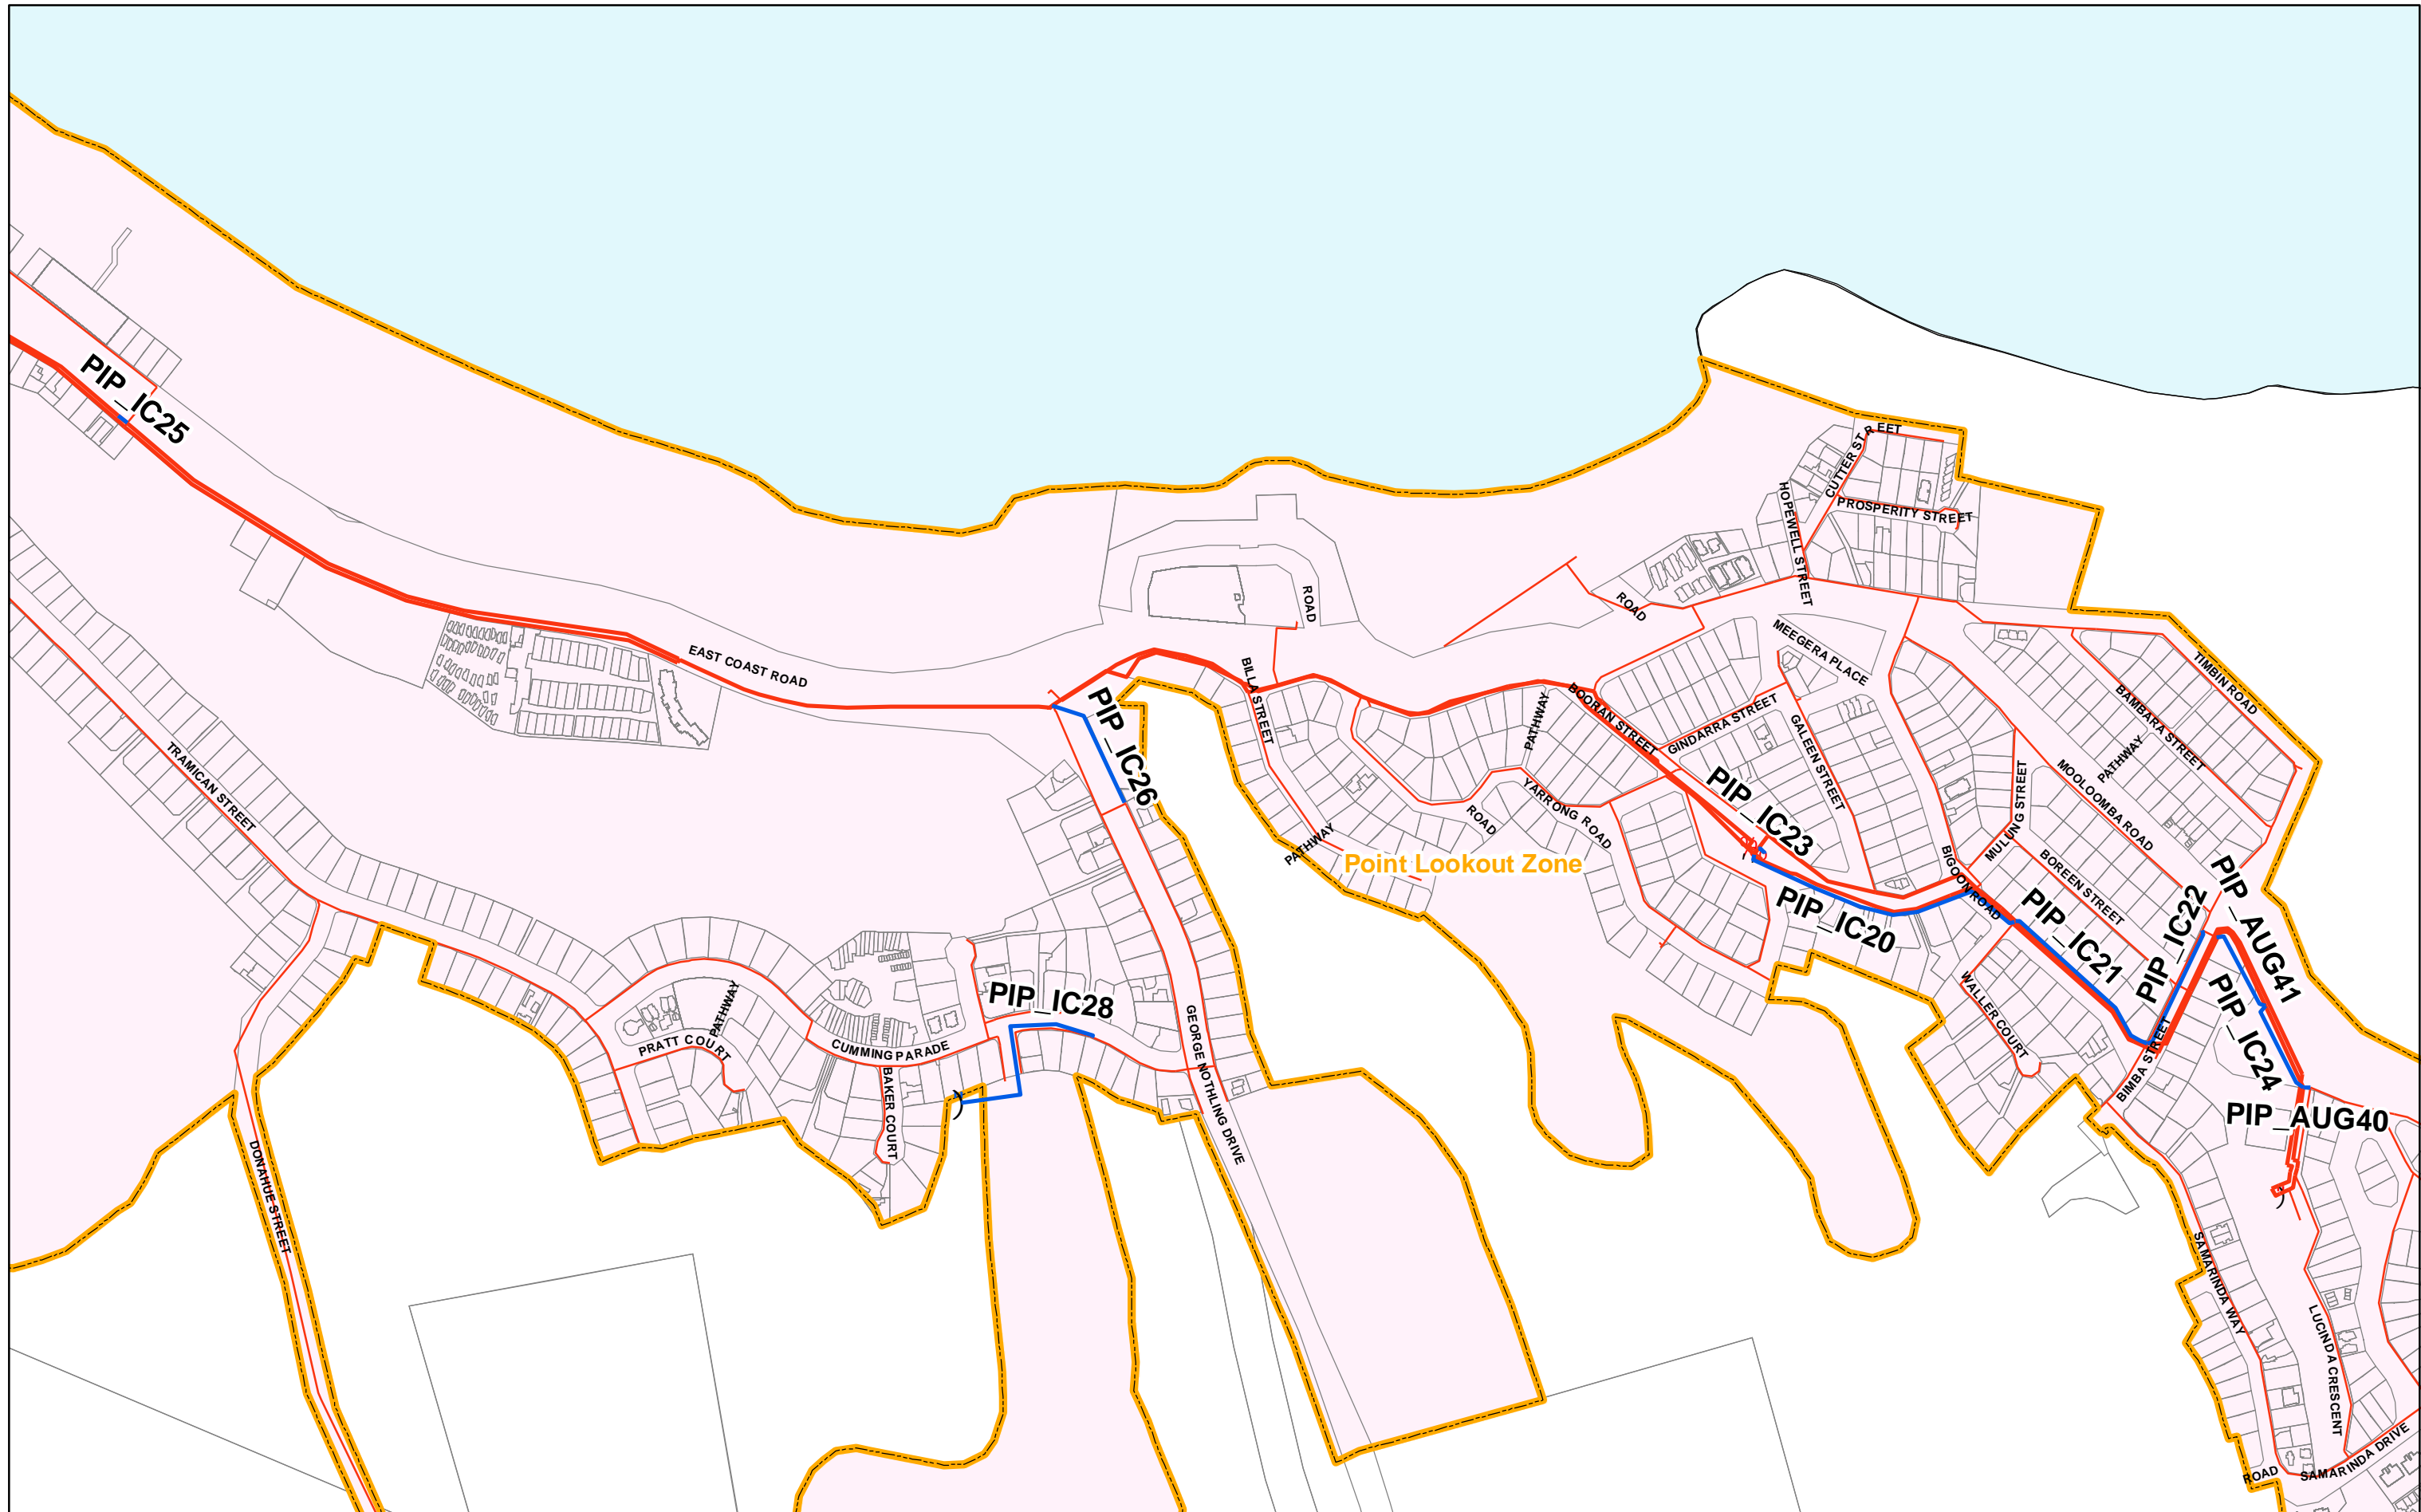 CUTTER STREET
HOPEWELL STREET
PROSPERITY STREET
PIP_IC25
ROAD
ROAD
MEEGERA PLACE
EAST COAST ROAD
BILLA STREET
TIMBIN ROAD
BAMBARA STREET
PATHWAY
BOORAN STREET
GINDARRA STREET
GALEEN STREET
PATHWAY
MOOLOOMBA ROAD
PIP_IC26
TRAMICAN STREET
MULUNG STREET
PIP_IC23
YARRONG ROAD
ROAD
PATHWAY
Point Lookout Zone
BIGOON ROAD
BOREEN STREET
PIP_IC20
PIP_IC21
PIP_IC22
PIP_AUG41
PIP_IC24
WALLER COURT
PIP_IC28
PATHWAY
PRATT COURT
CUMMING PARADE
BAKER COURT
GEORGE NOTHLING DRIVE
BIMBA STREET
PIP_AUG40
DONAHUE STREET
SAMARINDA WAY
LUCINDA CRESCENT
ROAD
SAMARINDA DRIVE